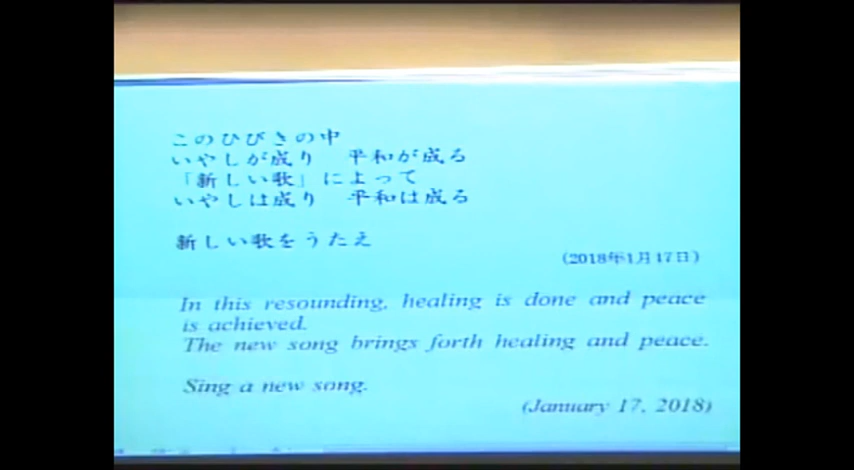 このひびきの中
いやしが成り　平和が成る
「新しい歌」によって
いやしは成り　平和は成る
新しい歌をうたえ
(2018年1月17日)
In this resounding, healing is done and peace
is achieved.
The new song brings forth healing and peace.
Sing a new song.
(January 17, 2018)